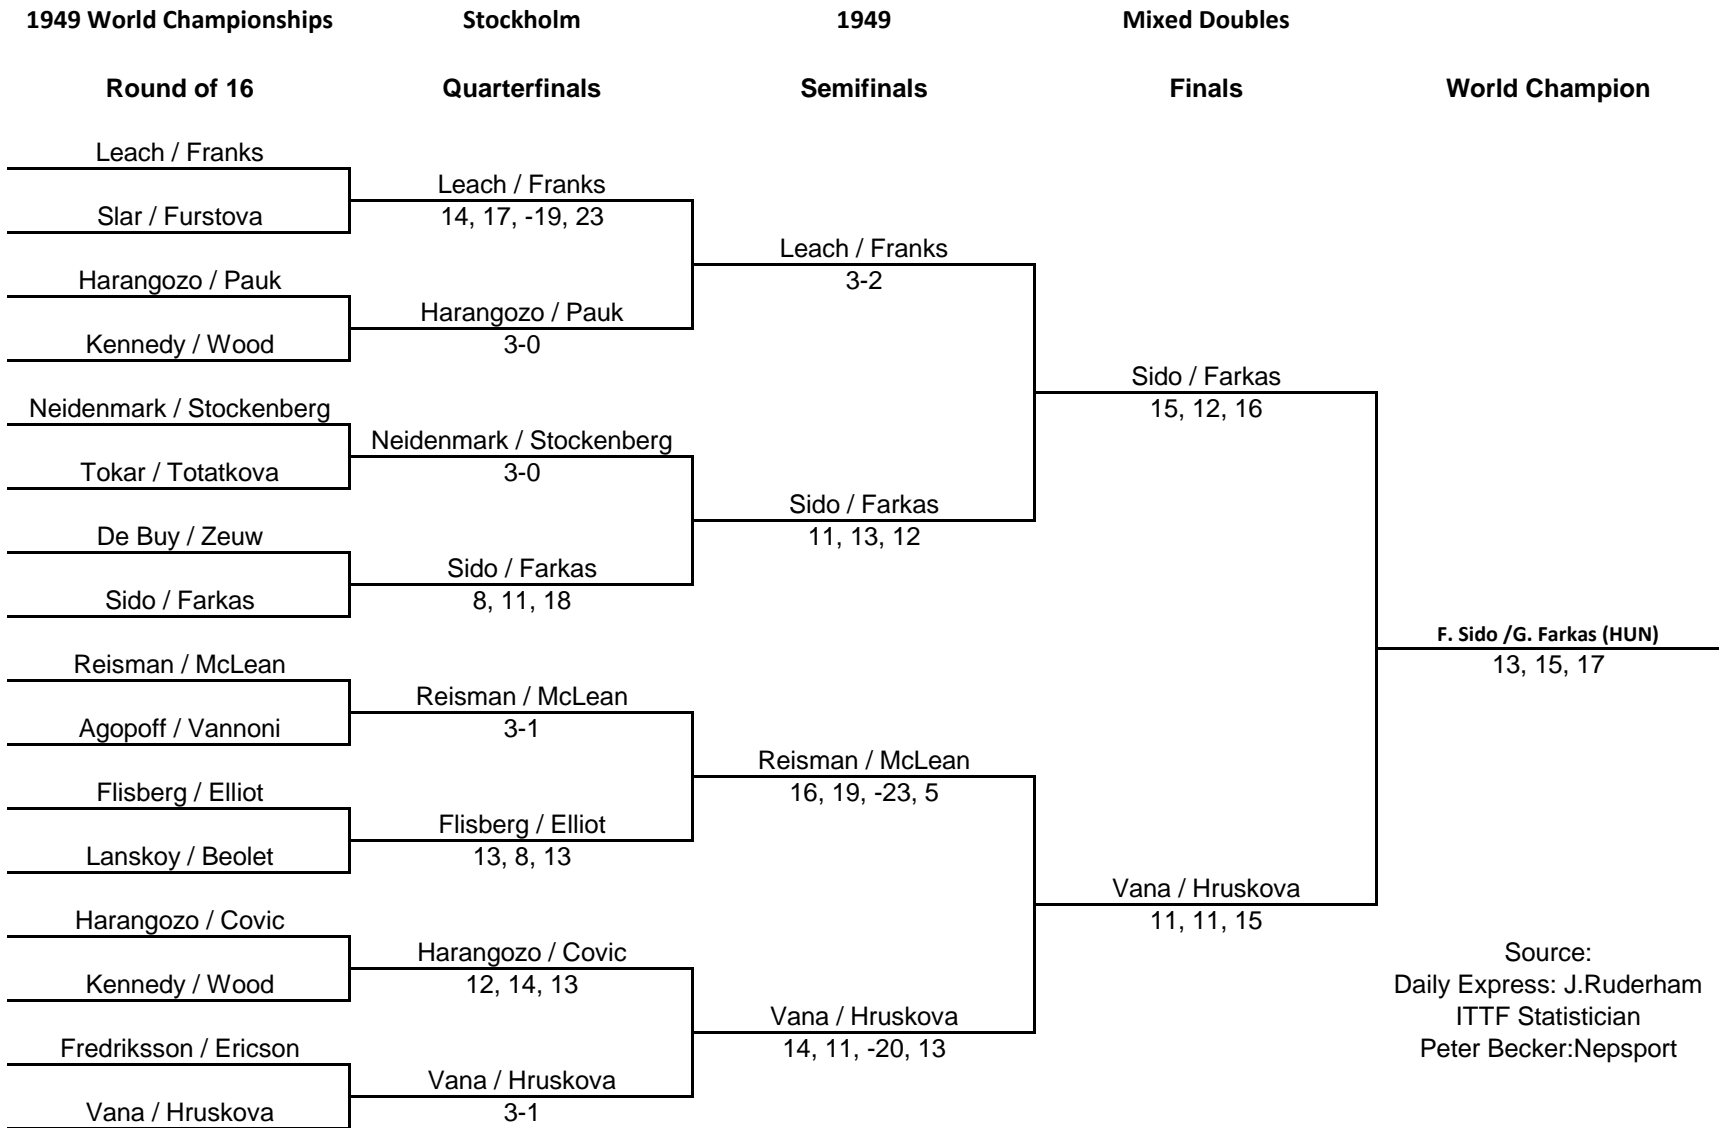 1949 World Championships Stockholm 1949 Mixed Doubles
Round of 16 Quarterfinals Semifinals Finals World Champion
Leach / Franks
Leach / Franks
Slar / Furstova
14, 17, -19, 23
Leach / Franks
Harangozo / Pauk
3-2
Harangozo / Pauk
Kennedy / Wood
3-0
Sido / Farkas
Neidenmark / Stockenberg
15, 12, 16
Neidenmark / Stockenberg
Tokar / Totatkova
3-0
Sido / Farkas
De Buy / Zeuw
11, 13, 12
Sido / Farkas
Sido / Farkas
8, 11, 18
F. Sido /G. Farkas (HUN)
Reisman / McLean
13, 15, 17
Reisman / McLean
Agopoff / Vannoni
3-1
Reisman / McLean
Flisberg / Elliot
16, 19, -23, 5
Flisberg / Elliot
Lanskoy / Beolet
13, 8, 13
Vana / Hruskova
Harangozo / Covic
11, 11, 15
Harangozo / Covic
Source:
Kennedy / Wood
12, 14, 13
Daily Express: J.Ruderham
Vana / Hruskova
ITTF Statistician
Fredriksson / Ericson
14, 11, -20, 13
Peter Becker:Nepsport
Vana / Hruskova
Vana / Hruskova
3-1